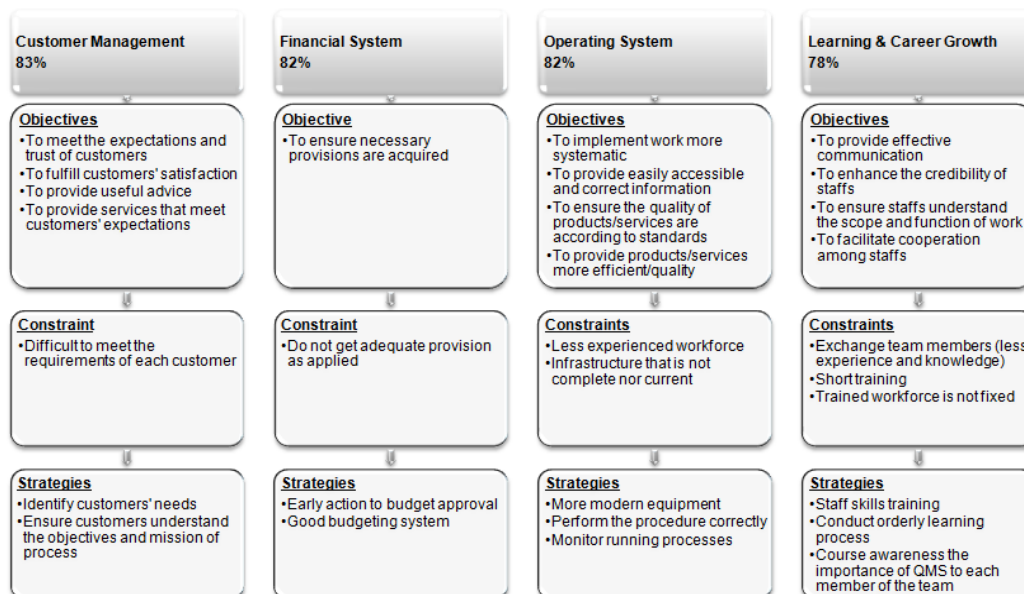 Customer Management
83%
Objectives
•To meet the expectations and
trust of customers
•To fulfill customers' satisfaction
•To provide useful advice
•To provide services that meet
customers' expectations
Constraint
•Difficult to meet the
requirements of each customer
Strategies
•Identify customers' needs
•Ensure customers understand
the objectives and mission of
process
Financial System
82%
Objective
•To ensure necessary
provisions are acquired
Constraint
•Do not get adequate provision
as applied
Strategies
•Early action to budget approval
•Good budgeting system
Operating System
82%
Objectives
•To implement work more
systematic
•To provide easily accessible
and correct information
•To ensure the quality of
products/services are
according to standards
•To provide products/services
more efficient/quality
Constraints
•Less experienced workforce
•Infrastructure that is not
complete nor current
Strategies
•More modern equipment
•Perform the procedure correctly
•Monitor running processes
Learning & Career Growth
78%
Objectives
•To provide effective
communication
•To enhance the credibility of
staffs
•To ensure staffs understand
the scope and function of work
•To facilitate cooperation
among staffs
Constraints
•Exchange team members (less
experience and knowledge)
•Short training
•Trained workforce is not fixed
Strategies
•Staff skills training
•Conduct orderly learning
process
•Course awareness the
importance of QMS to each
member of the team